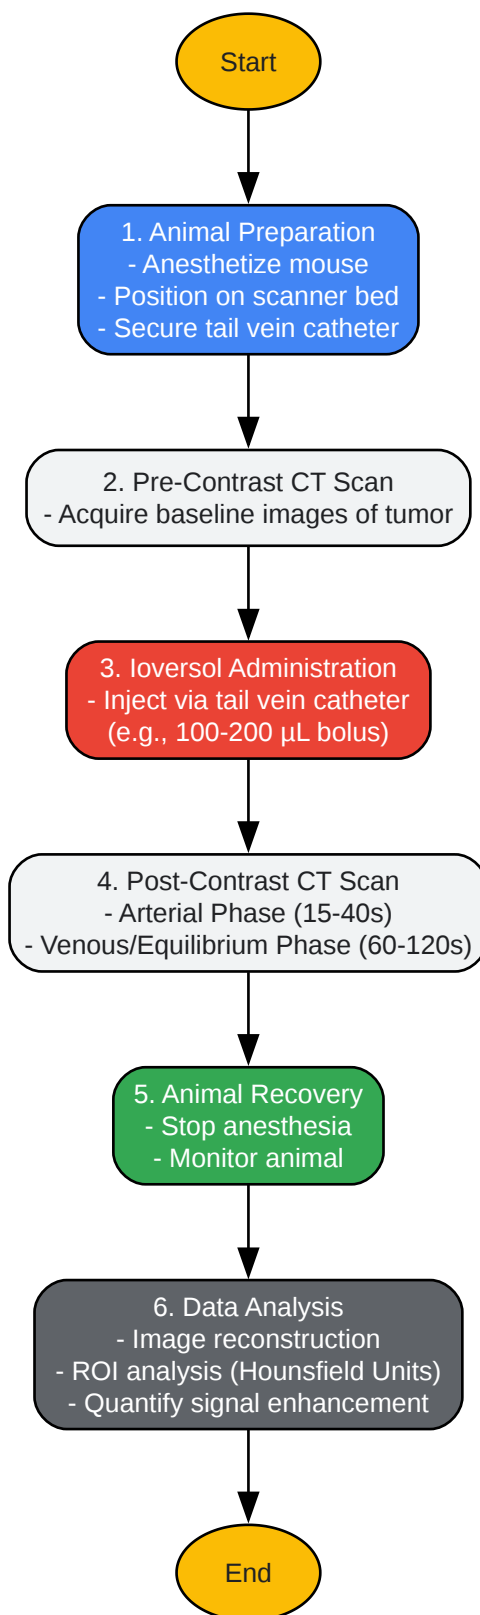 Start
1. Animal Preparation
- Anesthetize mouse
- Position on scanner bed
- Secure tail vein catheter
2. Pre-Contrast CT Scan
- Acquire baseline images of tumor
3. Ioversol Administration
- Inject via tail vein catheter
(e.g., 100-200 µL bolus)
4. Post-Contrast CT Scan
- Arterial Phase (15-40s)
- Venous/Equilibrium Phase (60-120s)
5. Animal Recovery
- Stop anesthesia
- Monitor animal
6. Data Analysis
- Image reconstruction
- ROI analysis (Hounsfield Units)
- Quantify signal enhancement
End